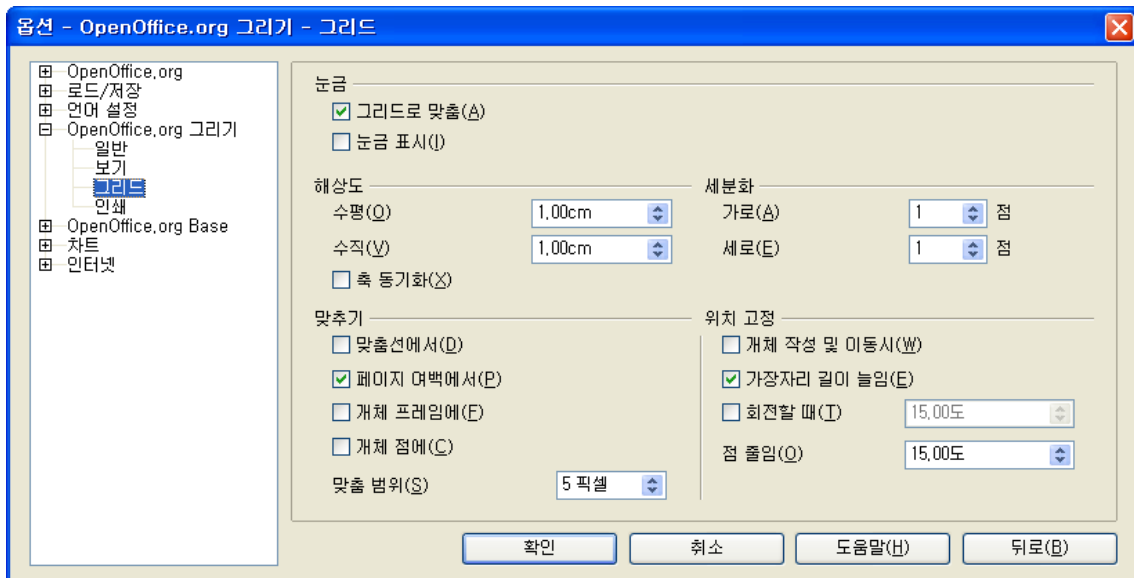 옵션 - OpenOffice.org 그리기 - 그리드
OpenOffice.org
로드/저장
언어 설정
OpenOffice.org 그리기
일반
보기
그리드
인쇄
OpenOffice.org Base
차트
인터넷
눈금
그리드로 맞춤(A)
눈금 표시(I)
해상도
수평(O) 1.00cm
수직(V) 1.00cm
축 동기화(X)
세분화
가로(A) 1 점
세로(E) 1 점
맞추기
맞춤선에서(D)
페이지 여백에서(P)
개체 프레임에(F)
개체 점에(C)
맞춤 범위(S) 5 픽셀
위치 고정
개체 작성 및 이동시(W)
가장자리 길이 늘임(E)
회전할 때(T) 15.00도
점 줄임(O) 15.00도
확인 취소 도움말(H) 뒤로(B)